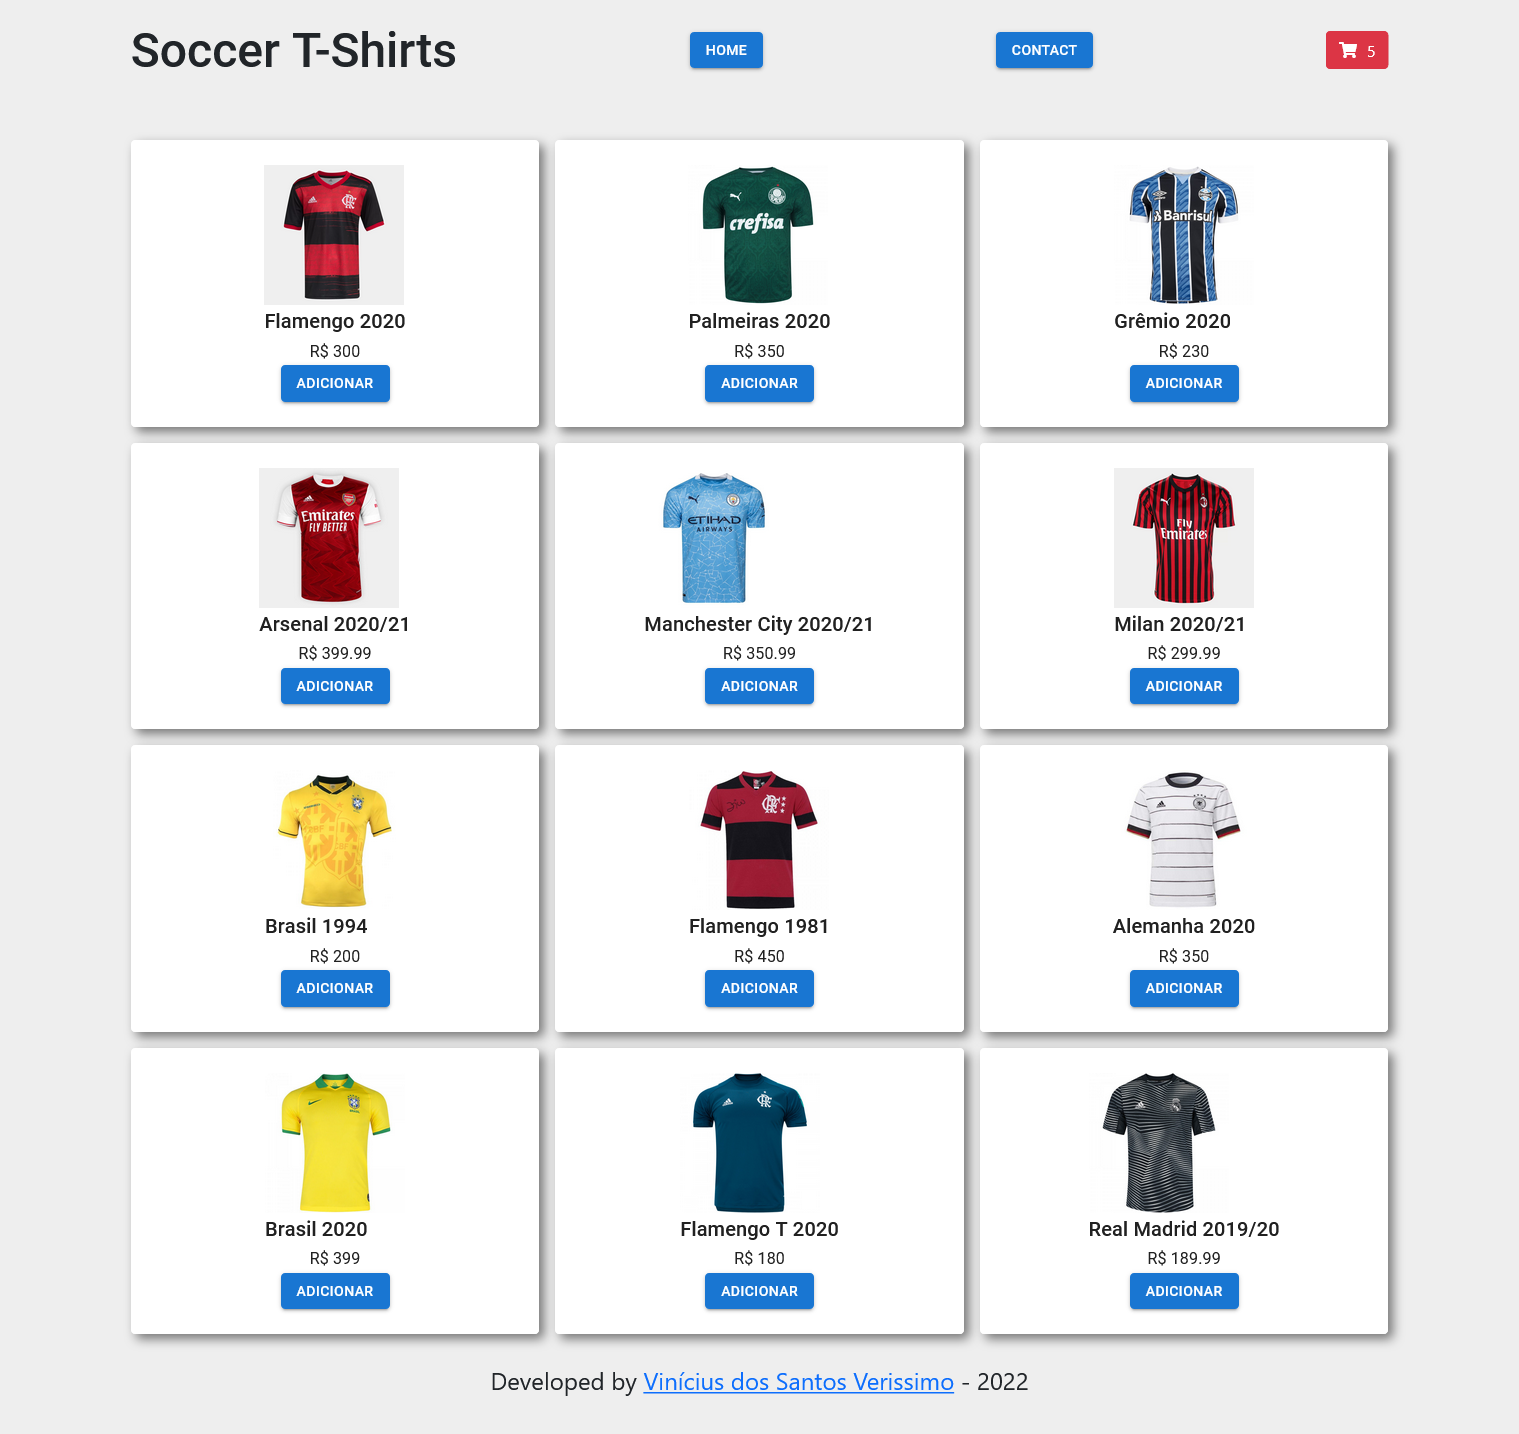 Soccer T-Shirts
HOME
CONTACT
5
crefisa
Banrisul
Flamengo 2020
Palmeiras 2020
Grêmio 2020
R$ 300
R$ 350
R$ 230
ADICIONAR
ADICIONAR
ADICIONAR
Emirates
FLY BETTER
ETIHAD
AIRWAYS
Fly
Emirates
Arsenal 2020/21
Manchester City 2020/21
Milan 2020/21
R$ 399.99
R$ 350.99
R$ 299.99
ADICIONAR
ADICIONAR
ADICIONAR
Brasil 1994
Flamengo 1981
Alemanha 2020
R$ 200
R$ 450
R$ 350
ADICIONAR
ADICIONAR
ADICIONAR
Brasil 2020
Flamengo T 2020
Real Madrid 2019/20
R$ 399
R$ 180
R$ 189.99
ADICIONAR
ADICIONAR
ADICIONAR
Developed by Vinícius dos Santos Verissimo - 2022